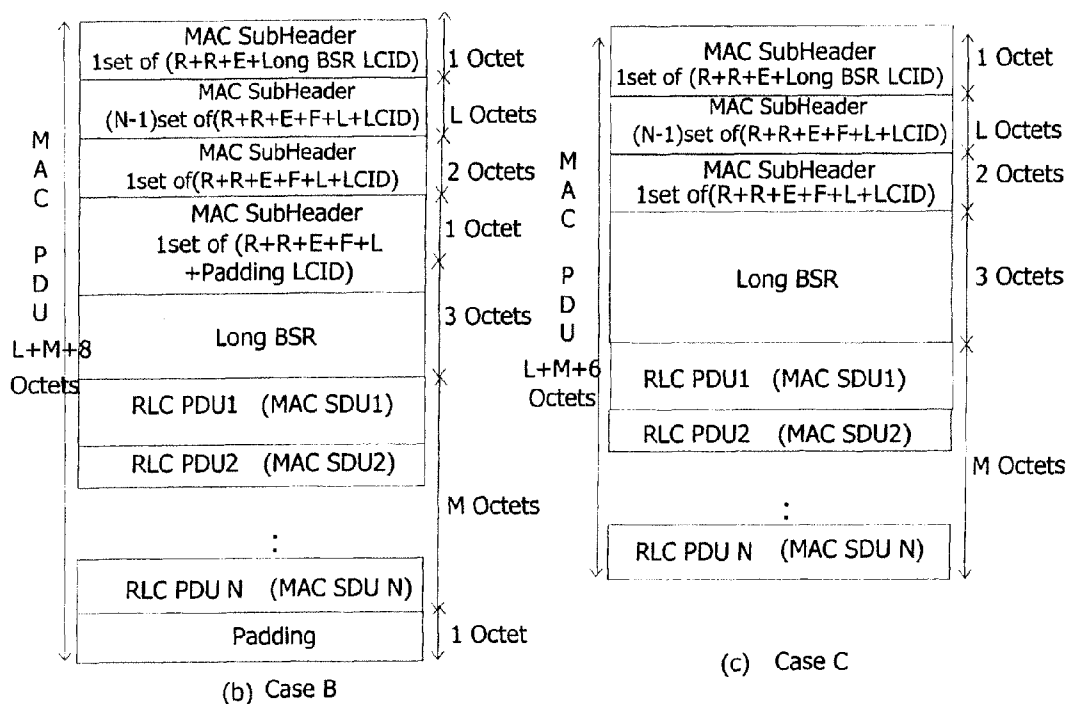 MAC SubHeader
1set of (R+R+E+Long BSR LCID)
1 Octet
MAC SubHeader
(N-1)set of(R+R+E+F+L+LCID)
L Octets
MAC SubHeader
1set of(R+R+E+F+L+LCID)
2 Octets
MAC SubHeader
1set of (R+R+E+F+L
+Padding LCID)
1 Octet
Long BSR
3 Octets
RLC PDU1 (MAC SDU1)
RLC PDU2 (MAC SDU2)
:
RLC PDU N (MAC SDU N)
M Octets
Padding
1 Octet
M
A
C
P
D
U
L+M+8
Octets
(b) Case B
MAC SubHeader
1set of (R+R+E+Long BSR LCID)
1 Octet
MAC SubHeader
(N-1)set of(R+R+E+F+L+LCID)
L Octets
MAC SubHeader
1set of(R+R+E+F+L+LCID)
2 Octets
Long BSR
3 Octets
RLC PDU1 (MAC SDU1)
RLC PDU2 (MAC SDU2)
:
RLC PDU N (MAC SDU N)
M Octets
M
A
C
P
D
U
L+M+6
Octets
(c) Case C